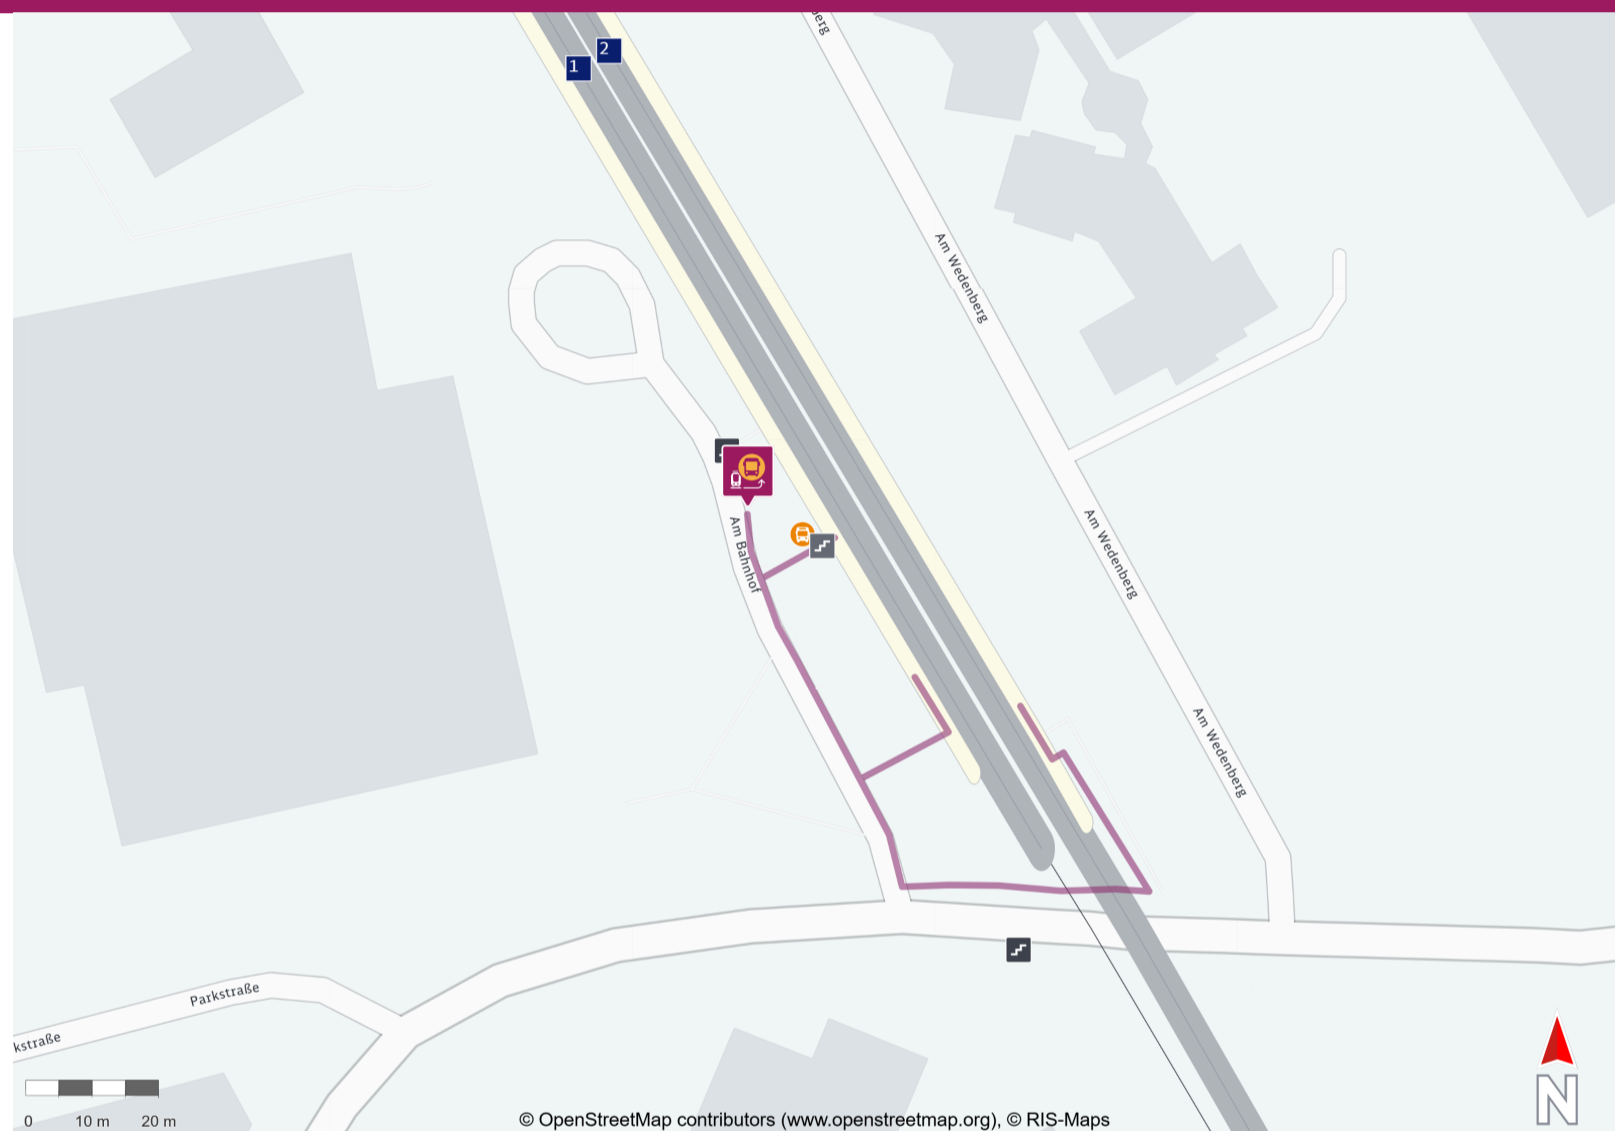 2
1
Am Wedenberg
Am Bahnhof
Am Wedenberg
Am Wedenberg
Parkstraße
kstraße
0 10 m 20 m
N
© OpenStreetMap contributors (www.openstreetmap.org), © RIS-Maps